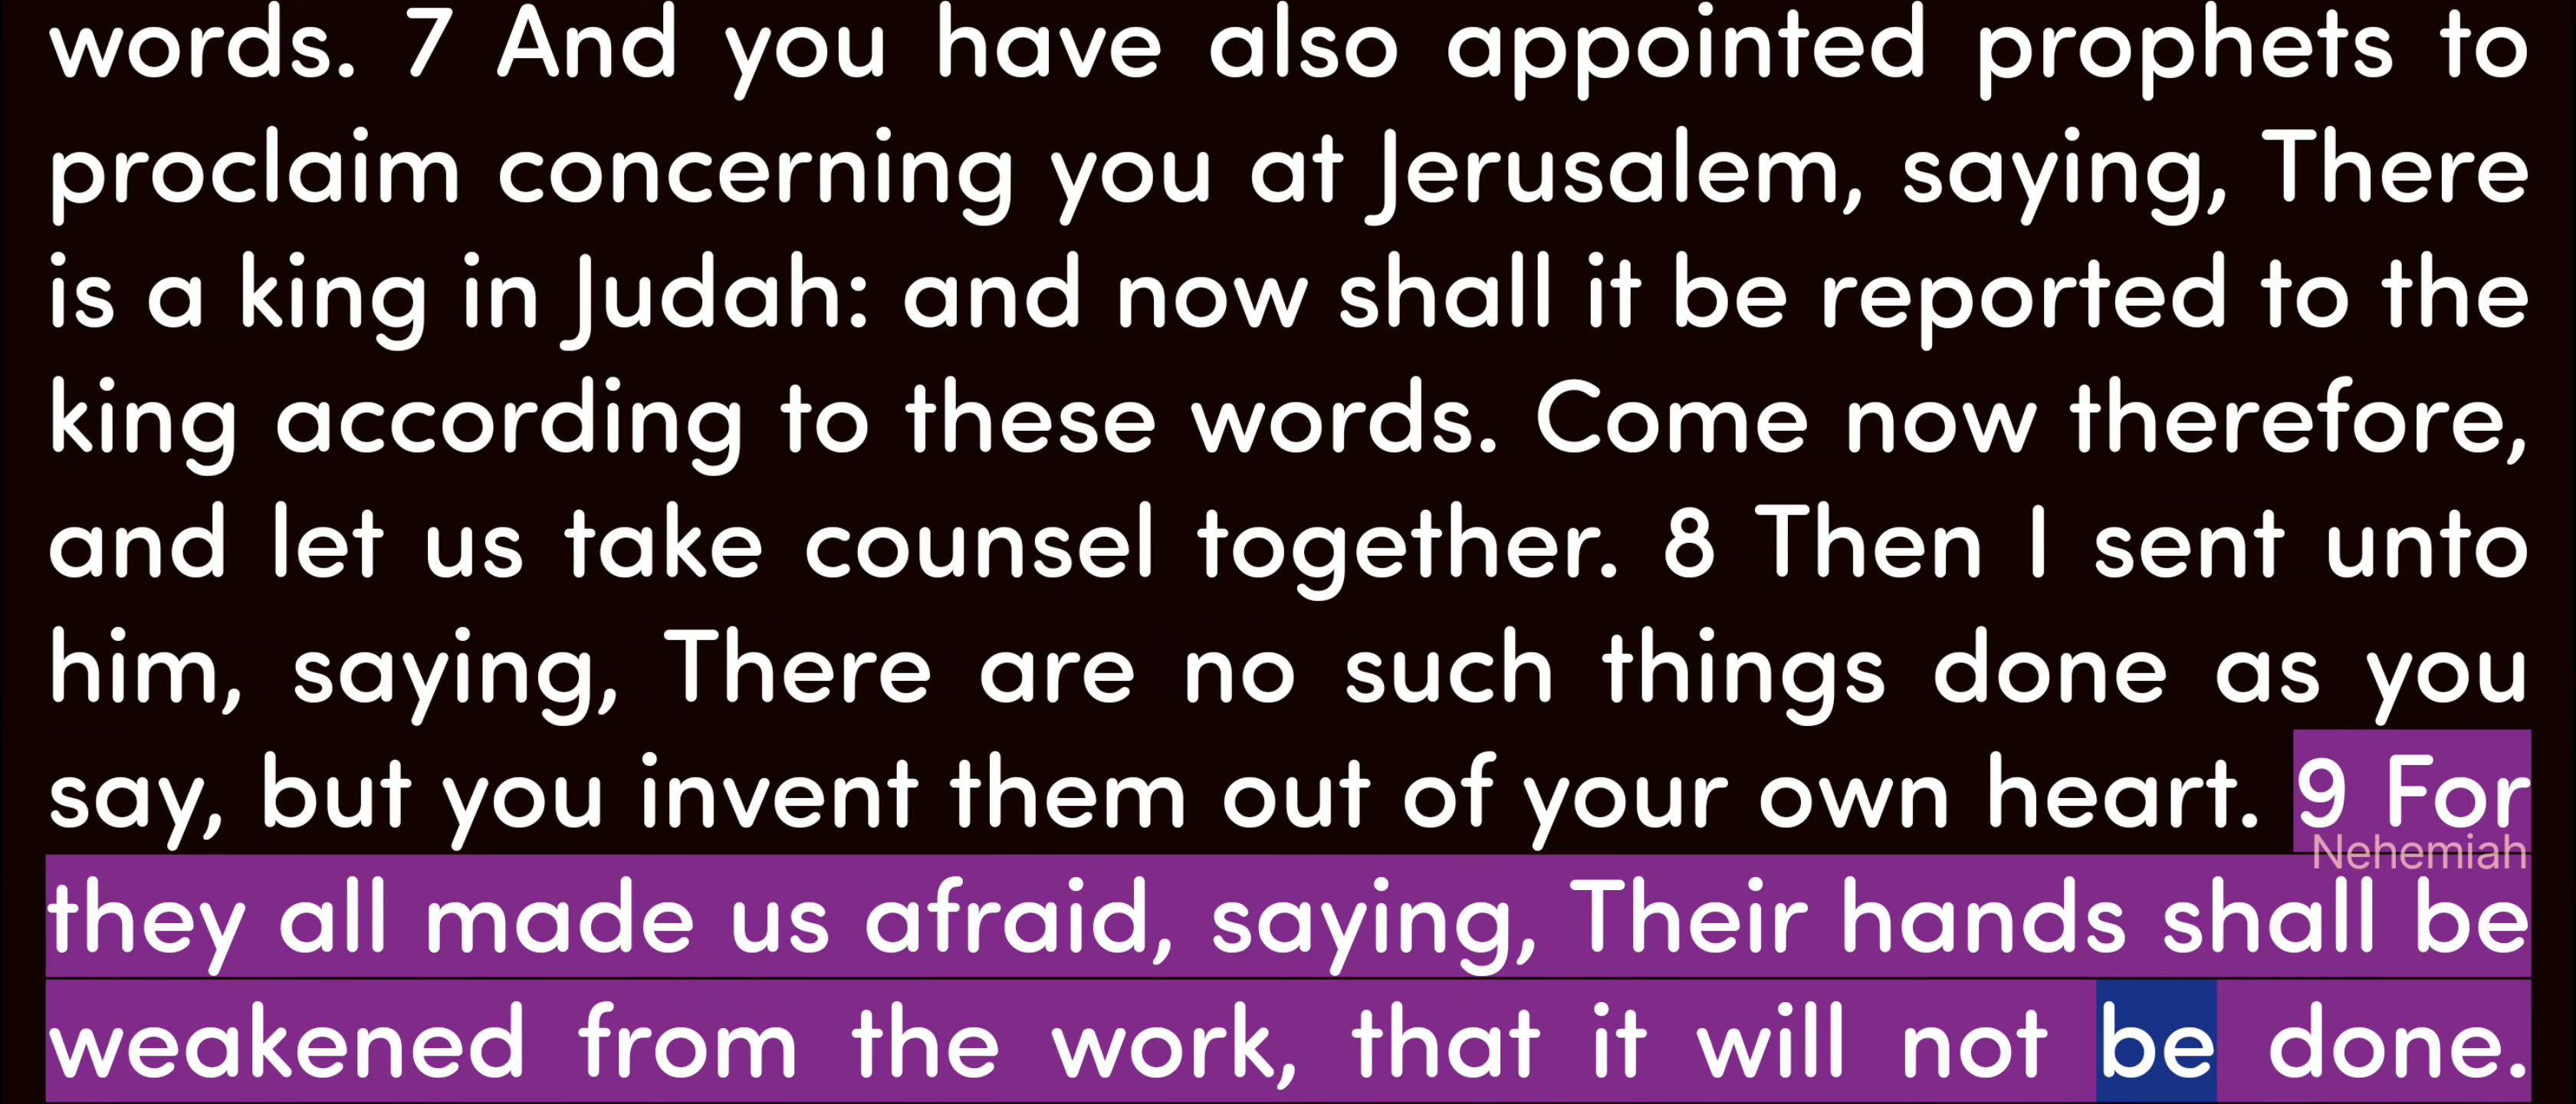 words. 7 And you have also appointed prophets to
proclaim concerning you at Jerusalem, saying, There
is a king in Judah: and now shall it be reported to the
king according to these words. Come now therefore,
and let us take counsel together. 8 Then I sent unto
him, saying, There are no such things done as you
say, but you invent them out of your own heart. 9 For
Nehemiah
they all made us afraid, saying, Their hands shall be
weakened from the work, that it will not be done.